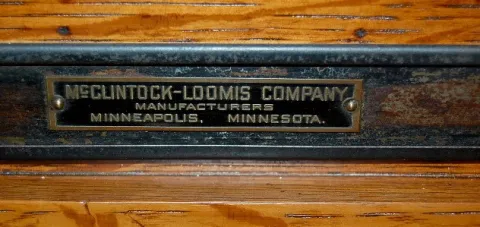 McCLINTOCK-LOOMIS COMPANY
MANUFACTURERS
MINNEAPOLIS, MINNESOTA.